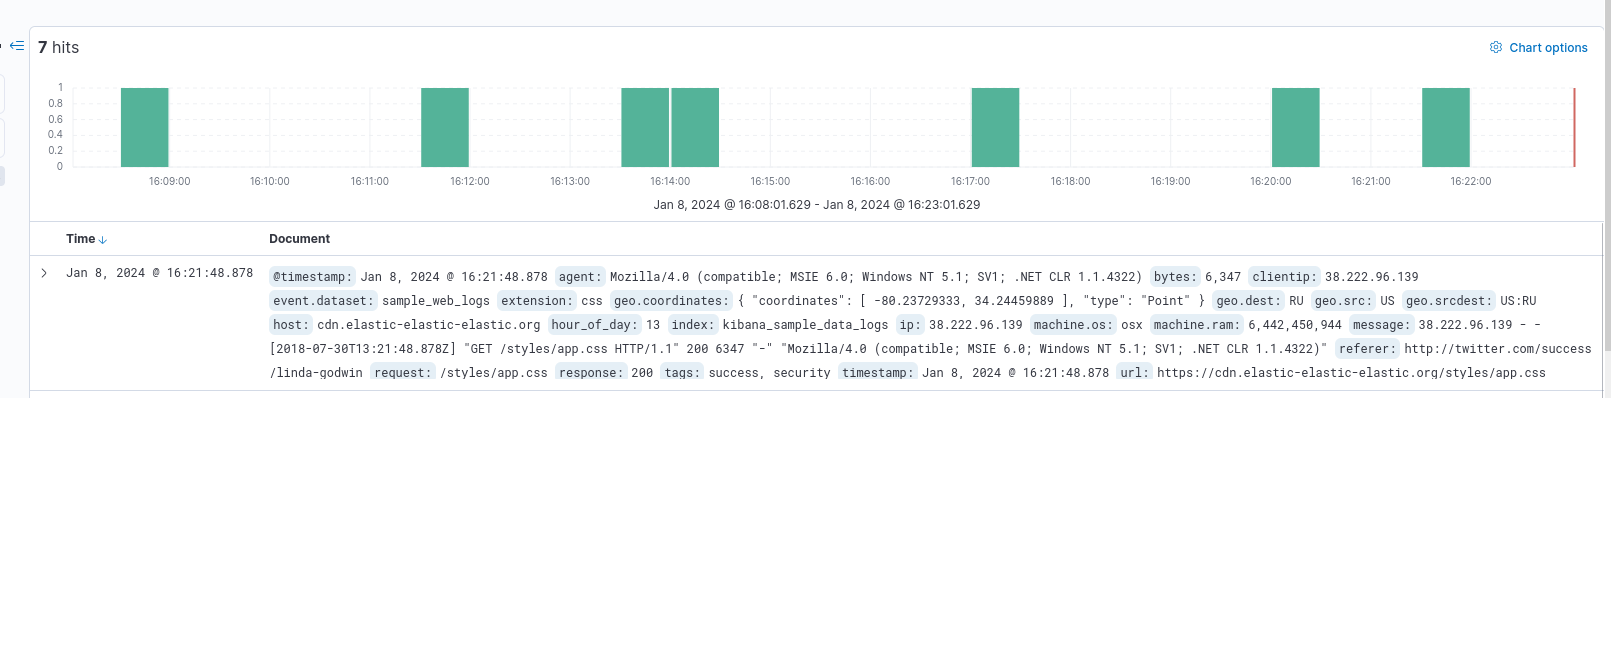 7 hits
Chart options
1
0.8
0.6
0.4
0.2
0
16:09:00 16:10:00 16:11:00 16:12:00 16:13:00 16:14:00 16:15:00 16:16:00 16:17:00 16:18:00 16:19:00 16:20:00 16:21:00 16:22:00
Jan 8, 2024 @ 16:08:01.629 - Jan 8, 2024 @ 16:23:01.629
Time Document
Jan 8, 2024 @ 16:21:48.878
@timestamp: Jan 8, 2024 @ 16:21:48.878 agent: Mozilla/4.0 (compatible; MSIE 6.0; Windows NT 5.1; SV1; .NET CLR 1.1.4322) bytes: 6,347 clientip: 38.222.96.139
event.dataset: sample_web_logs extension: css geo.coordinates: { "coordinates": [ -80.23729333, 34.24459889 ], "type": "Point" } geo.dest: RU geo.src: US geo.srcdest: US:RU
host: cdn.elastic-elastic-elastic.org hour_of_day: 13 index: kibana_sample_data_logs ip: 38.222.96.139 machine.os: osx machine.ram: 6,442,450,944 message: 38.222.96.139 - -
[2018-07-30T13:21:48.878Z] "GET /styles/app.css HTTP/1.1" 200 6347 "-" "Mozilla/4.0 (compatible; MSIE 6.0; Windows NT 5.1; SV1; .NET CLR 1.1.4322)" referer: http://twitter.com/success
/linda-godwin request: /styles/app.css response: 200 tags: success, security timestamp: Jan 8, 2024 @ 16:21:48.878 url: https://cdn.elastic-elastic-elastic.org/styles/app.css